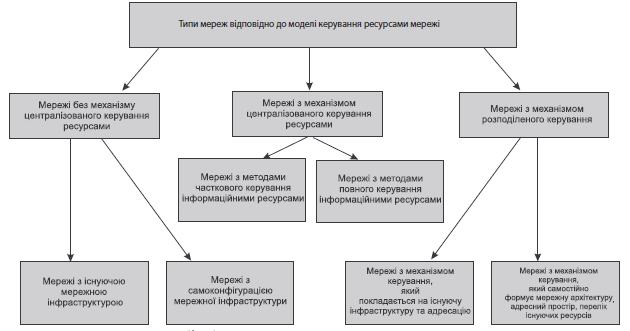 Типи мереж відповідно до моделі керування ресурсами мережі
Мережі без механізму
централізованого керування
ресурсами
Мережі з механізмом
централізованого керування
ресурсами
Мережі з механізмом
розподіленого керування
Мережі з методами
часткового керування
інформаційними ресурсами
Мережі з методами
повного керування
інформаційними ресурсами
Мережі з існуючою
мережною
інфраструктурою
Мережі з
самоконфігурацією
мережної інфраструктури
Мережі з механізмом
керування,
який
покладається на існуючу
інфраструктуру та адресацію
Мережі з механізмом
керування,
який самостійно
формує мережну архітектуру,
адресний простір, перелік
існуючих ресурсів